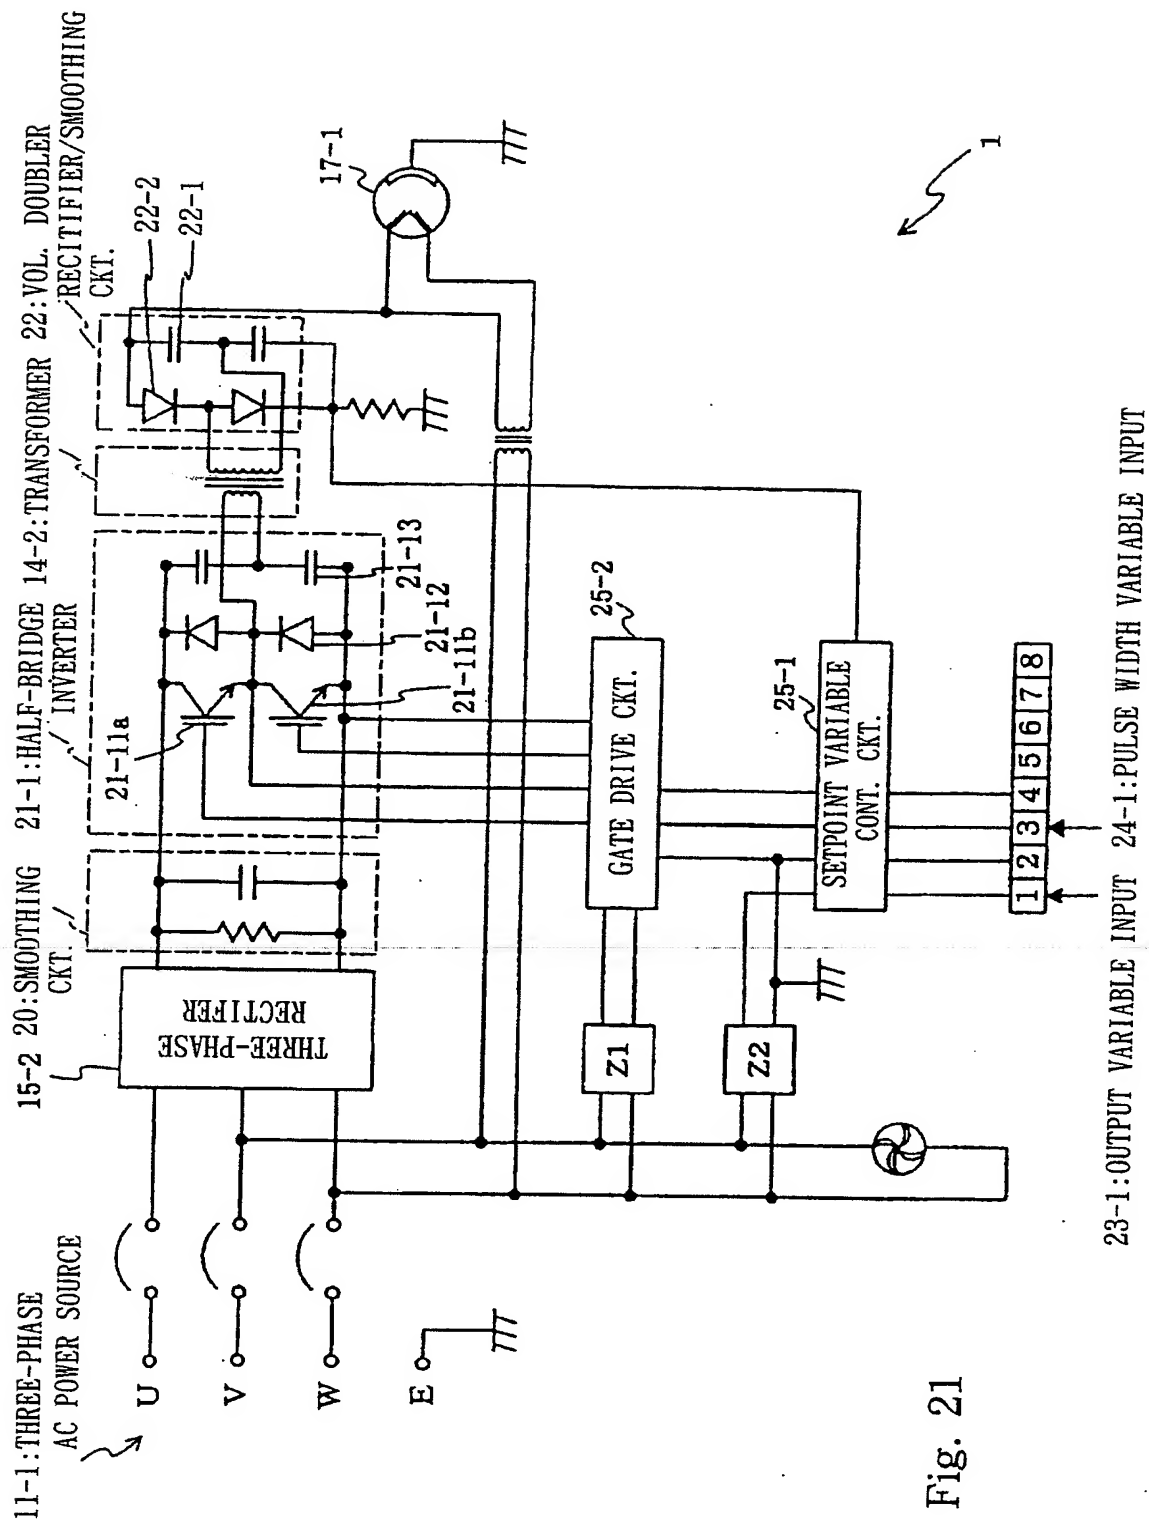 11-1:THREE-PHASE
AC POWER SOURCE
15-2
20:SMOOTHING
CKT.
21-1:HALF-BRIDGE
INVERTER
14-2:TRANSFORMER
22:VOL. DOUBLER
RECITIFIER/SMOOTHING
CKT.
U
V
W
E
THREE-PHASE
RECTIFER
21-11a
21-11b
21-12
21-13
22-2
22-1
17-1
Z1
Z2
GATE DRIVE CKT.
25-2
SETPOINT VARIABLE
CONT. CKT.
25-1
1 2 3 4 5 6 7 8
1
23-1:OUTPUT VARIABLE INPUT
24-1:PULSE WIDTH VARIABLE INPUT
Fig. 21